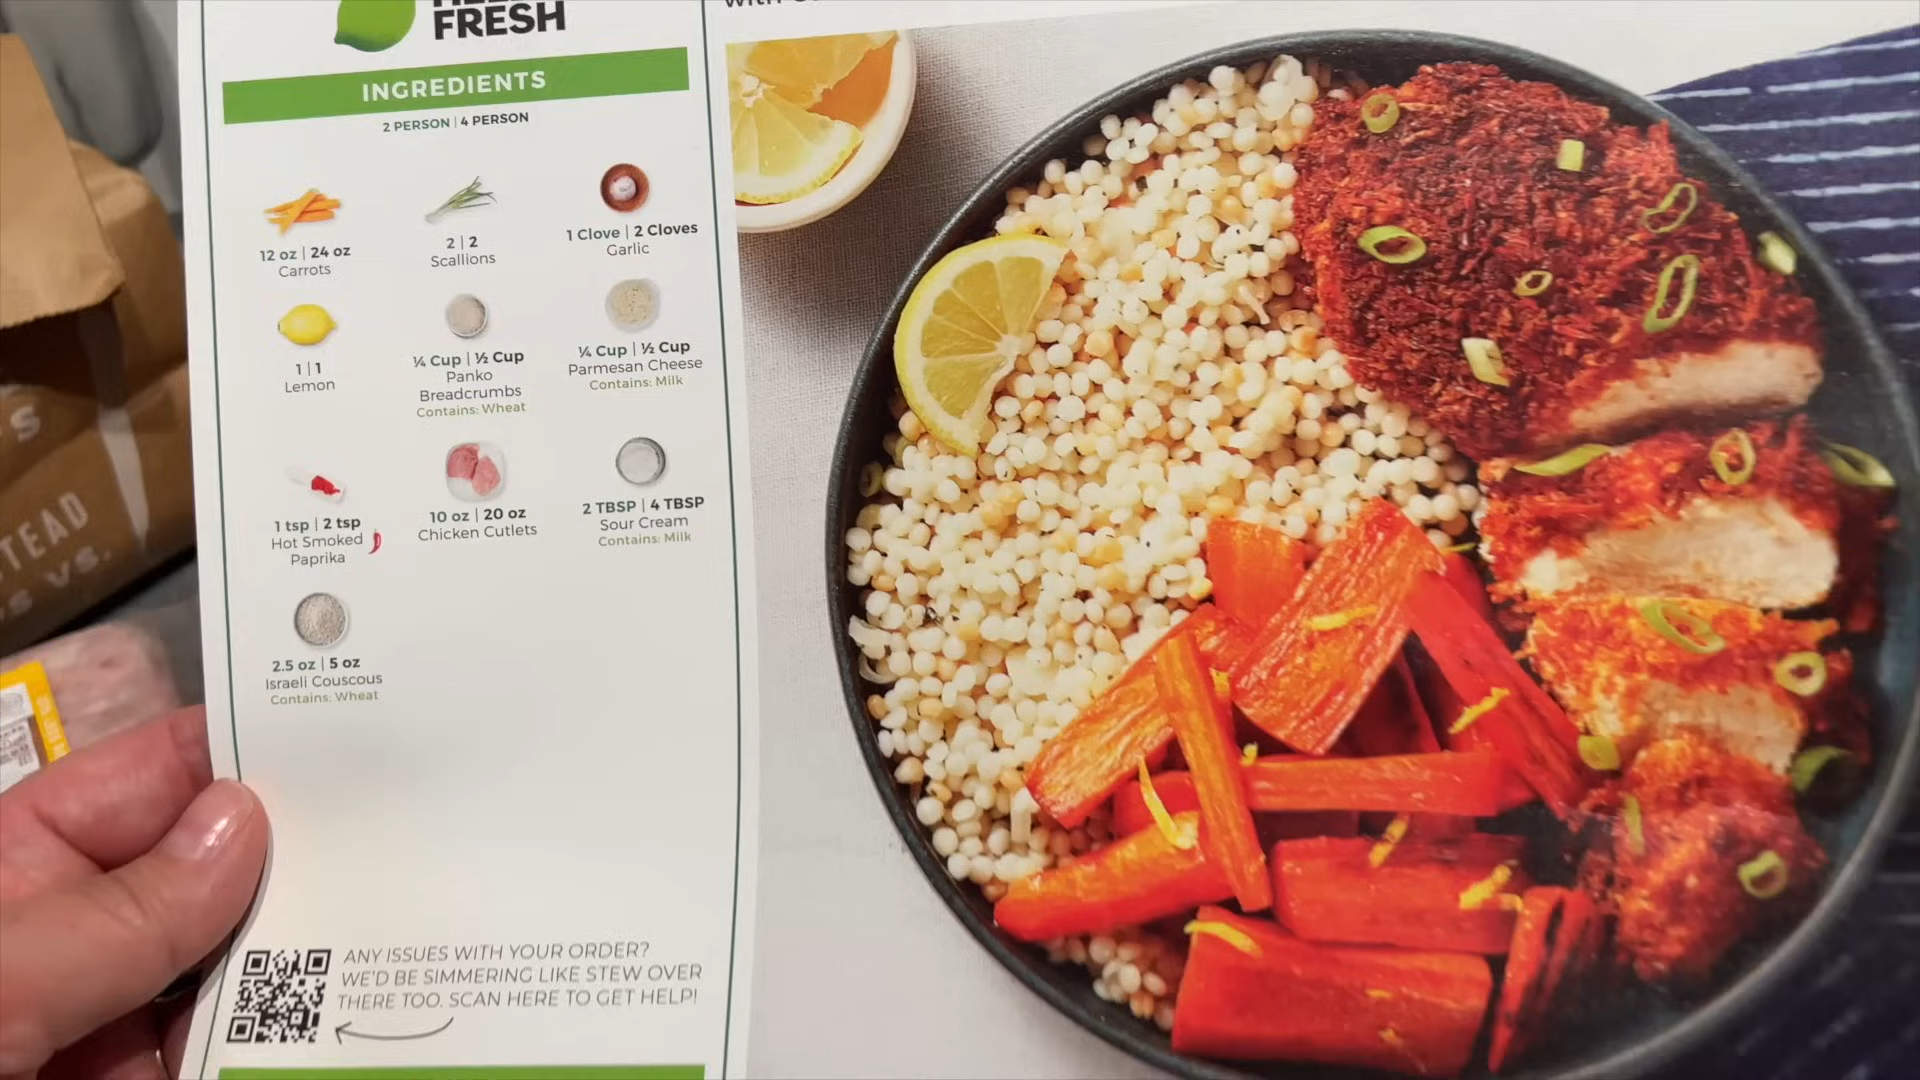 FRESH
INGREDIENTS
2 PERSON | 4 PERSON
12 oz | 24 oz
Carrots
2 | 2
Scallions
1 Clove | 2 Cloves
Garlic
1 | 1
Lemon
¼ Cup | ½ Cup
Panko
Breadcrumbs
Contains: Wheat
¼ Cup | ½ Cup
Parmesan Cheese
Contains: Milk
1 tsp | 2 tsp
Hot Smoked
Paprika
10 oz | 20 oz
Chicken Cutlets
2 TBSP | 4 TBSP
Sour Cream
Contains: Milk
2.5 oz | 5 oz
Israeli Couscous
Contains: Wheat
ANY ISSUES WITH YOUR ORDER?
WE'D BE SIMMERING LIKE STEW OVER
THERE TOO. SCAN HERE TO GET HELP!
TEAD
VS.